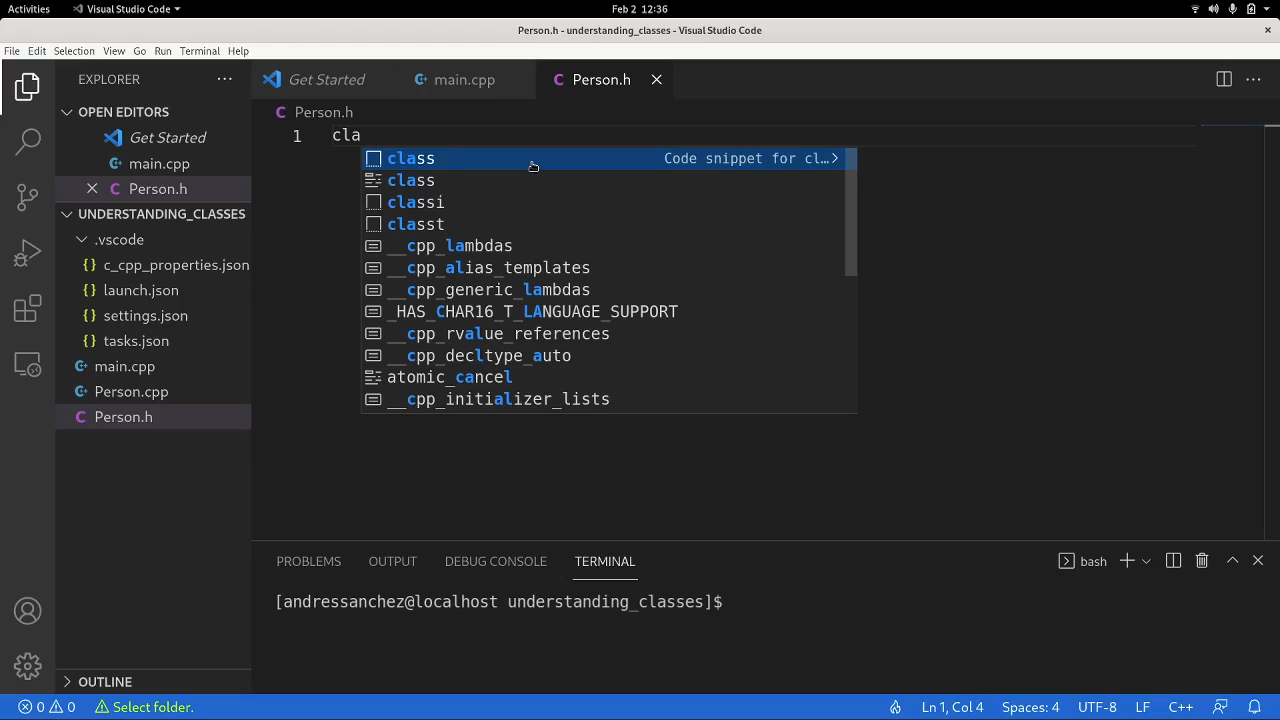 Activities
Visual Studio Code
Feb 2 12:36
Person.h - understanding_classes - Visual Studio Code
File Edit Selection View Go Run Terminal Help
EXPLORER
Get Started
main.cpp
Person.h
OPEN EDITORS
Get Started
main.cpp
Person.h
UNDERSTANDING_CLASSES
.vscode
c_cpp_properties.json
launch.json
settings.json
tasks.json
main.cpp
Person.cpp
Person.h
OUTLINE
Person.h
1 cla
class Code snippet for cl…
class
classi
classt
__cpp_lambdas
__cpp_alias_templates
__cpp_generic_lambdas
_HAS_CHAR16_T_LANGUAGE_SUPPORT
__cpp_rvalue_references
__cpp_decltype_auto
atomic_cancel
__cpp_initializer_lists
PROBLEMS OUTPUT DEBUG CONSOLE TERMINAL
bash
[andressanchez@localhost understanding_classes]$
0 0 Select folder.
Ln 1, Col 4 Spaces: 4 UTF-8 LF C++